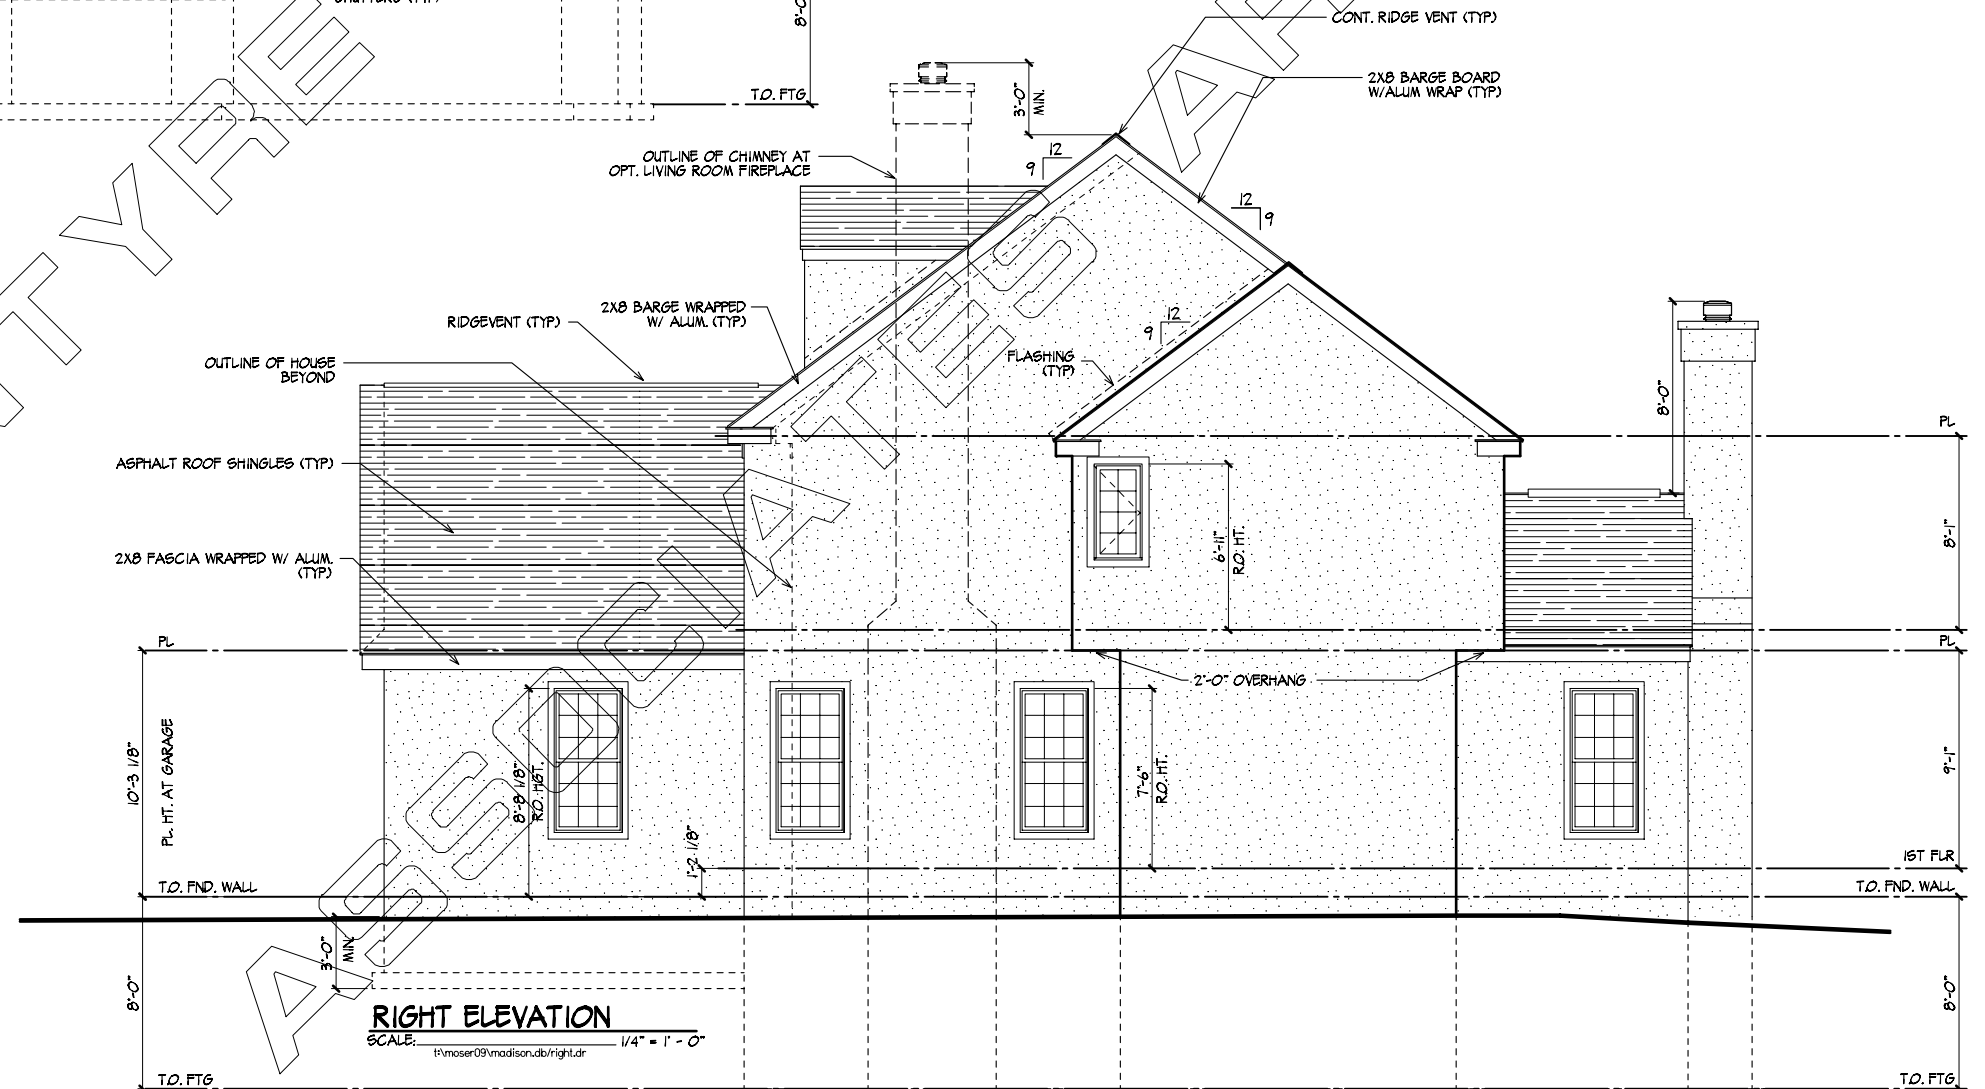 CONT. RIDGE VENT (TYP)
2X8 BARGE BOARD
W/ALUM WRAP (TYP)
8'-0"
T.O. FTG
3'-0"
MIN.
OUTLINE OF CHIMNEY AT
OPT. LIVING ROOM FIREPLACE
12
9
12
9
2X8 BARGE WRAPPED
W/ ALUM. (TYP)
RIDGEVENT (TYP)
12
9
FLASHING
(TYP)
OUTLINE OF HOUSE
BEYOND
8'-0"
PL
ASPHALT ROOF SHINGLES (TYP)
6'-11"
R.O. HT.
8'-1"
2X8 FASCIA WRAPPED W/ ALUM.
(TYP)
PL
PL
2'-0" OVERHANG
10'-3 1/8"
PL. HT. AT GARAGE
8'-8 1/8"
R.O. HGT.
7'-6"
R.O. HT.
9'-1"
1'-2 1/8"
1ST FLR
T.O. FND. WALL
T.O. FND. WALL
3'-0"
MIN.
8'-0"
8'-0"
RIGHT ELEVATION
SCALE: 1/4" = 1' - 0"
t:\moser09\madison.db/right.dr
T.O. FTG
T.O. FTG
TYRE
ASSOCIATES